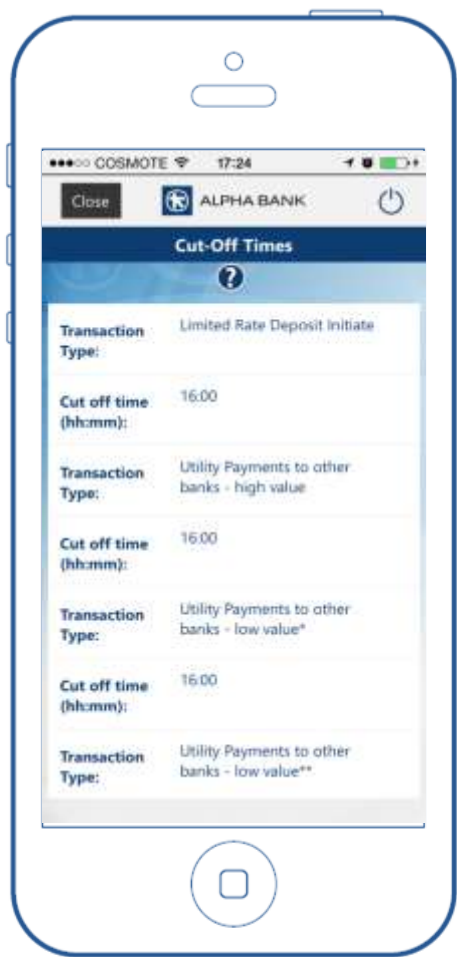 COSMOTE 17:24
Close ALPHA BANK
Cut-Off Times
?
Transaction Type: Limited Rate Deposit Initiate
Cut off time (hh:mm): 16:00
Transaction Type: Utility Payments to other banks - high value
Cut off time (hh:mm): 16:00
Transaction Type: Utility Payments to other banks - low value*
Cut off time (hh:mm): 16:00
Transaction Type: Utility Payments to other banks - low value**